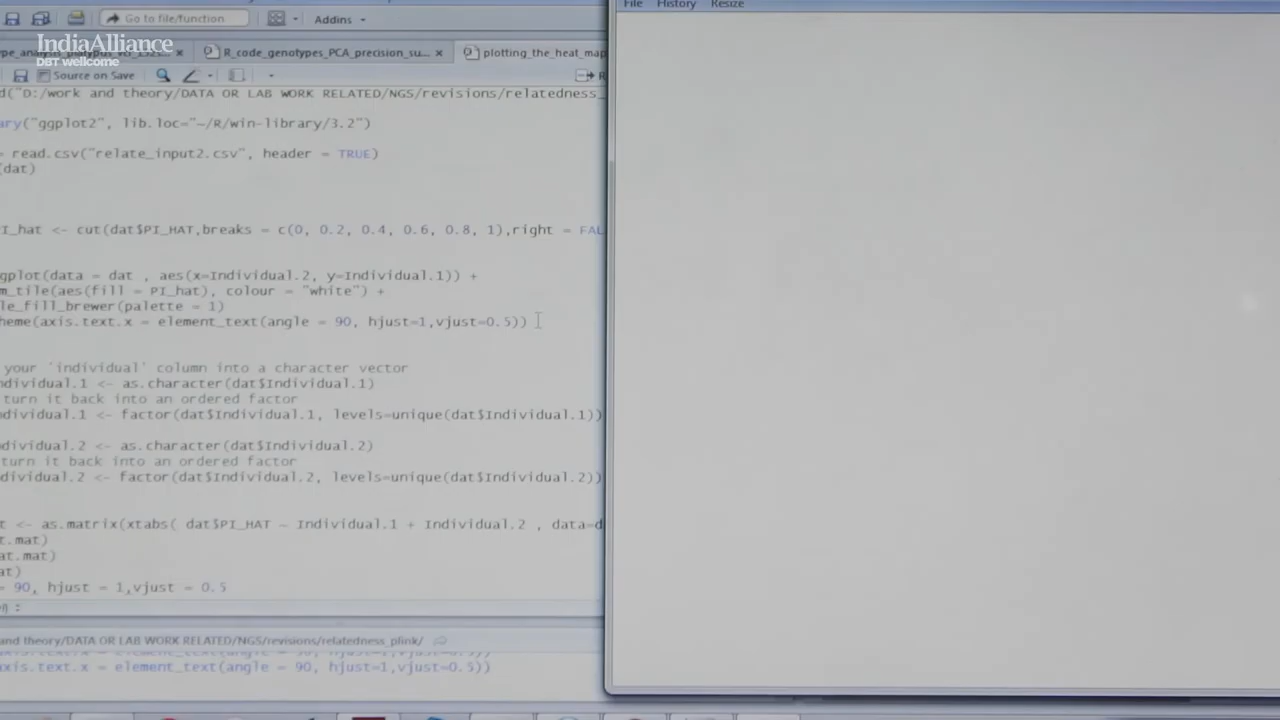 Go to file/function
Addins
File History Resize
IndiaAlliance
DBT wellcome
R_code_genotypes_PCA_precision_su...
plotting_the_heat_map
Source on Save
d("D:/work and theory/DATA OR LAB WORK RELATED/NGS/revisions/relatedness_
ary("ggplot2", lib.loc="~/R/win-library/3.2")
= read.csv("relate_input2.csv", header = TRUE)
(dat)
I_hat <- cut(dat$PI_HAT,breaks = c(0, 0.2, 0.4, 0.6, 0.8, 1),right = FAL
gplot(data = dat , aes(x=Individual.2, y=Individual.1)) +
m_tile(aes(fill = PI_hat), colour = "white") +
le_fill_brewer(palette = 1)
heme(axis.text.x = element_text(angle = 90, hjust=1,vjust=0.5))
your 'individual' column into a character vector
ndividual.1 <- as.character(dat$Individual.1)
turn it back into an ordered factor
ndividual.1 <- factor(dat$Individual.1, levels=unique(dat$Individual.1))
dividual.2 <- as.character(dat$Individual.2)
turn it back into an ordered factor
dividual.2 <- factor(dat$Individual.2, levels=unique(dat$Individual.2))
t <- as.matrix(xtabs( dat$PI_HAT ~ Individual.1 + Individual.2 , data=d
t.mat)
at.mat)
at)
= 90, hjust = 1,vjust = 0.5
and theory/DATA OR LAB WORK RELATED/NGS/revisions/relatedness_plink/
axis.text.x = element_text(angle = 90, hjust=1,vjust=0.5))